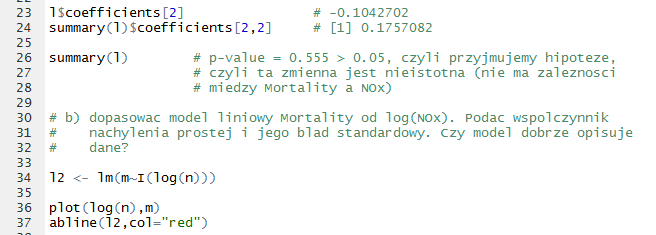 23 l$coefficients[2] # -0.1042702
24 summary(l)$coefficients[2,2] # [1] 0.1757082
25
26 summary(l) # p-value = 0.555 > 0.05, czyli przyjmujemy hipoteze,
27 # czyli ta zmienna jest nieistotna (nie ma zaleznosci
28 # miedzy Mortality a NOx)
29
30 # b) dopasowac model liniowy Mortality od log(NOx). Podac wspolczynnik
31 # nachylenia prostej i jego blad standardowy. Czy model dobrze opisuje
32 # dane?
33
34 l2 <- lm(m~I(log(n)))
35
36 plot(log(n),m)
37 abline(l2,col="red")